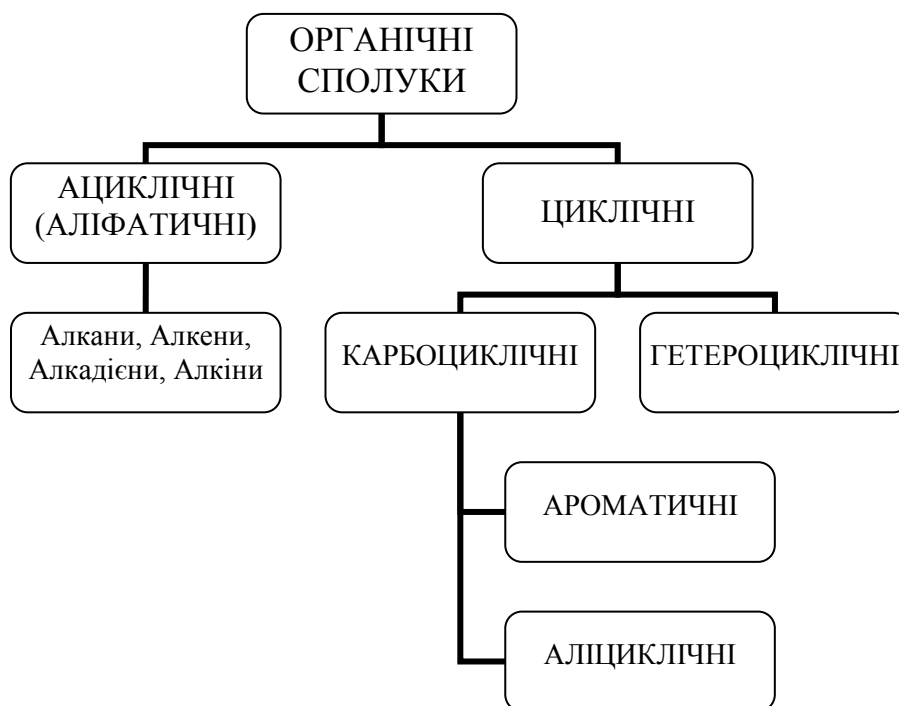 ОРГАНІЧНІ
СПОЛУКИ
АЦИКЛІЧНІ
(АЛІФАТИЧНІ)
ЦИКЛІЧНІ
Алкани, Алкени,
Алкадієни, Алкіни
КАРБОЦИКЛІЧНІ
ГЕТЕРОЦИКЛІЧНІ
АРОМАТИЧНІ
АЛІЦИКЛІЧНІ